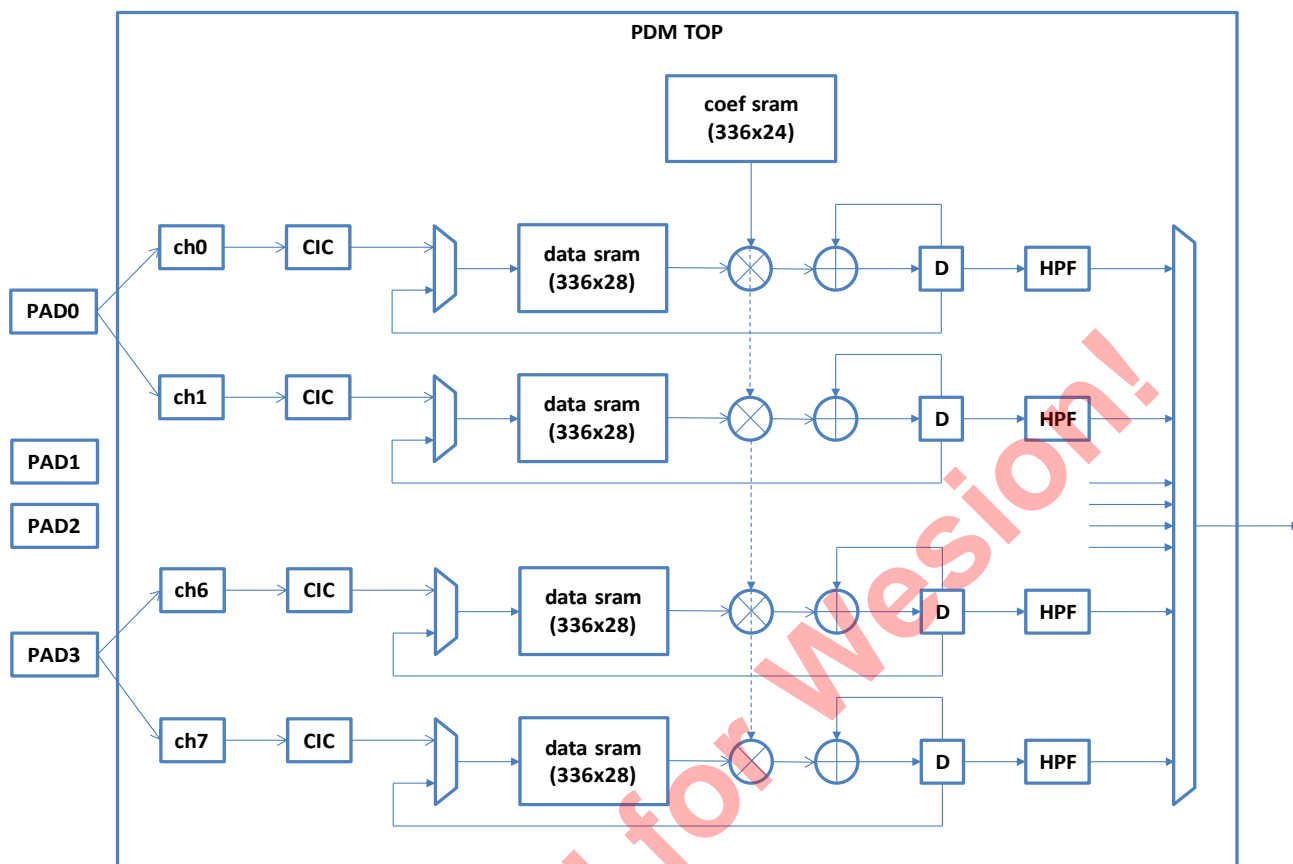 PDM TOP
coef sram
(336x24)
ch0
CIC
data sram
(336x28)
D
HPF
PAD0
ch1
CIC
data sram
(336x28)
D
HPF
PAD1
PAD2
ch6
CIC
data sram
(336x28)
D
HPF
PAD3
ch7
CIC
data sram
(336x28)
D
HPF
for Wesion!